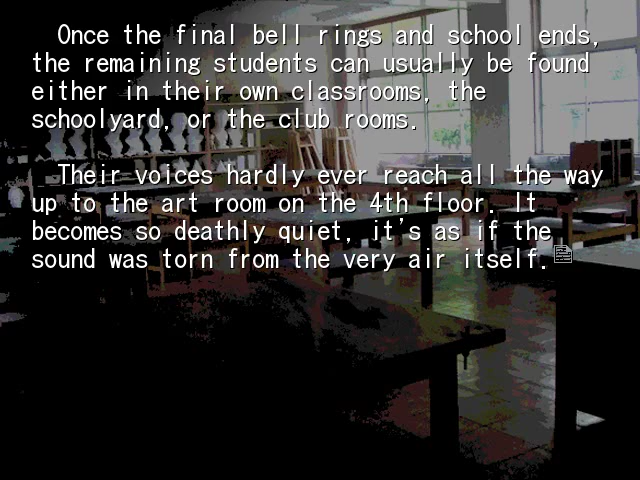 Once the final bell rings and school ends,
the remaining students can usually be found
either in their own classrooms, the
schoolyard, or the club rooms.
Their voices hardly ever reach all the way
up to the art room on the 4th floor. It
becomes so deathly quiet, it's as if the
sound was torn from the very air itself.